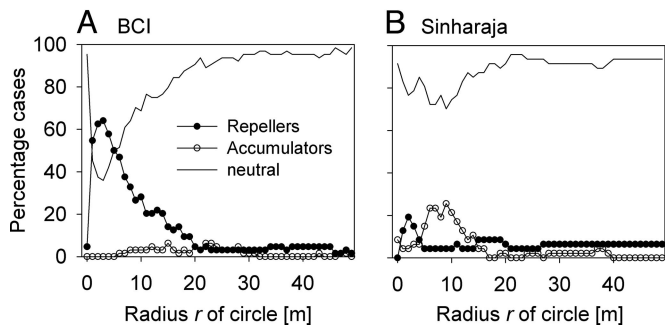 A BCI
B Sinharaja
Percentage cases
100
80
60
40
20
0
Repellers
Accumulators
neutral
0 10 20 30 40
0 10 20 30 40
Radius r of circle [m]
Radius r of circle [m]